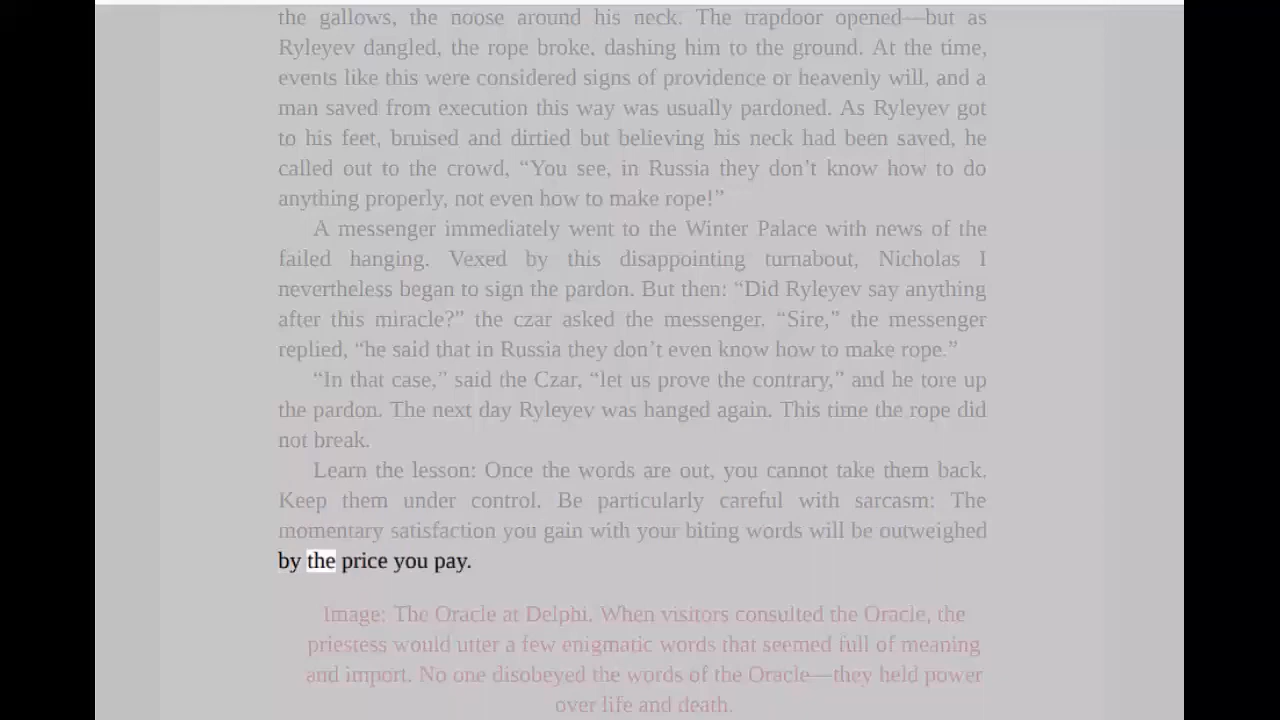 the gallows, the noose around his neck. The trapdoor opened—but as
Ryleyev dangled, the rope broke, dashing him to the ground. At the time,
events like this were considered signs of providence or heavenly will, and a
man saved from execution this way was usually pardoned. As Ryleyev got
to his feet, bruised and dirtied but believing his neck had been saved, he
called out to the crowd, “You see, in Russia they don’t know how to do
anything properly, not even how to make rope!”
A messenger immediately went to the Winter Palace with news of the
failed hanging. Vexed by this disappointing turnabout, Nicholas I
nevertheless began to sign the pardon. But then: “Did Ryleyev say anything
after this miracle?” the czar asked the messenger. “Sire,” the messenger
replied, “he said that in Russia they don’t even know how to make rope.”
“In that case,” said the Czar, “let us prove the contrary,” and he tore up
the pardon. The next day Ryleyev was hanged again. This time the rope did
not break.
Learn the lesson: Once the words are out, you cannot take them back.
Keep them under control. Be particularly careful with sarcasm: The
momentary satisfaction you gain with your biting words will be outweighed
by the price you pay.
Image: The Oracle at Delphi. When visitors consulted the Oracle, the
priestess would utter a few enigmatic words that seemed full of meaning
and import. No one disobeyed the words of the Oracle—they held power
over life and death.